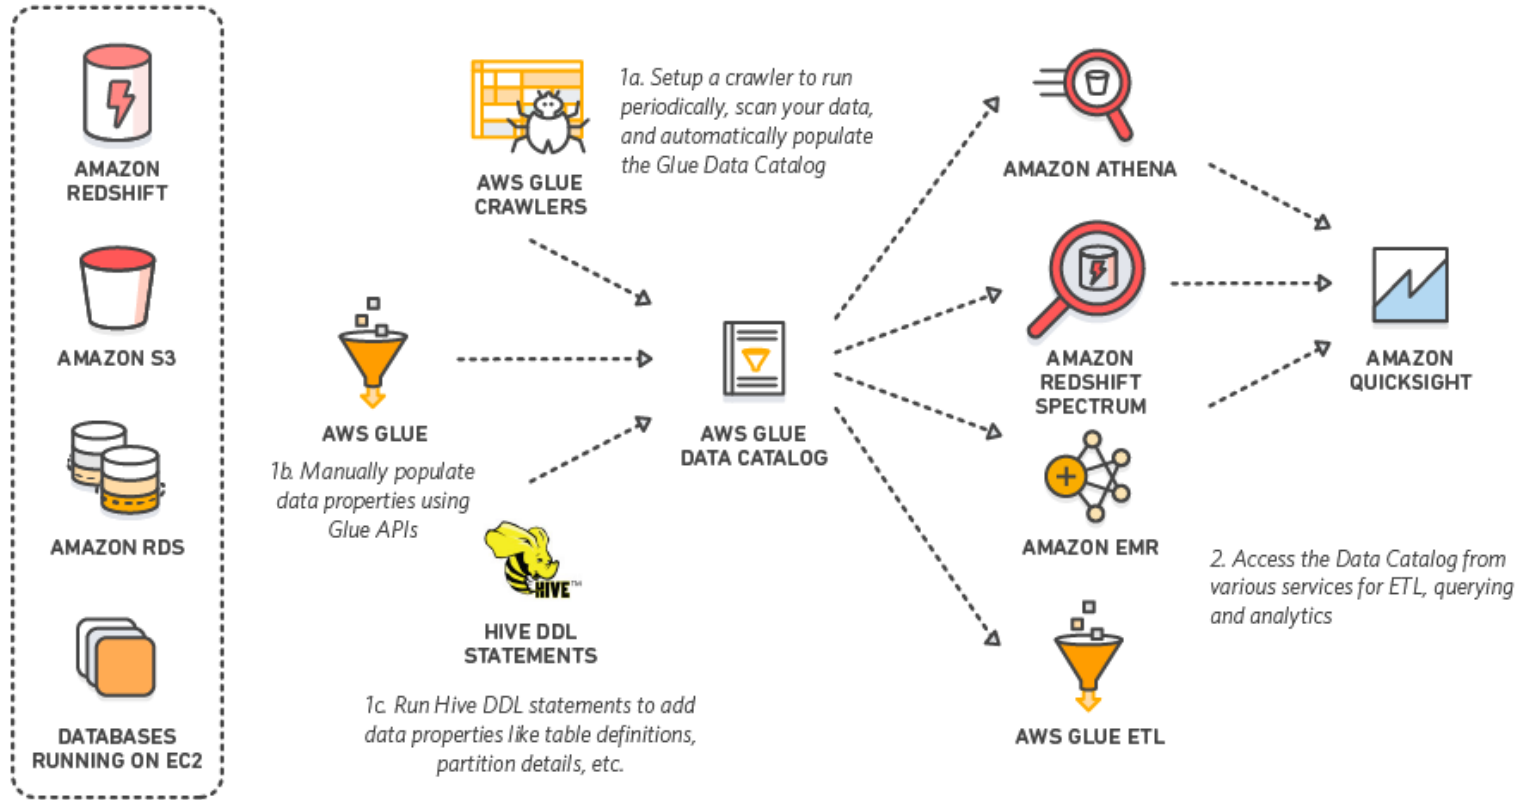 AMAZON
REDSHIFT
AMAZON S3
AMAZON RDS
DATABASES
RUNNING ON EC2
AWS GLUE
CRAWLERS
1a. Setup a crawler to run
periodically, scan your data,
and automatically populate
the Glue Data Catalog
AWS GLUE
1b. Manually populate
data properties using
Glue APIs
HIVE TM
HIVE DDL
STATEMENTS
1c. Run Hive DDL statements to add
data properties like table definitions,
partition details, etc.
AWS GLUE
DATA CATALOG
AMAZON ATHENA
AMAZON
REDSHIFT
SPECTRUM
AMAZON EMR
AWS GLUE ETL
AMAZON
QUICKSIGHT
2. Access the Data Catalog from
various services for ETL, querying
and analytics